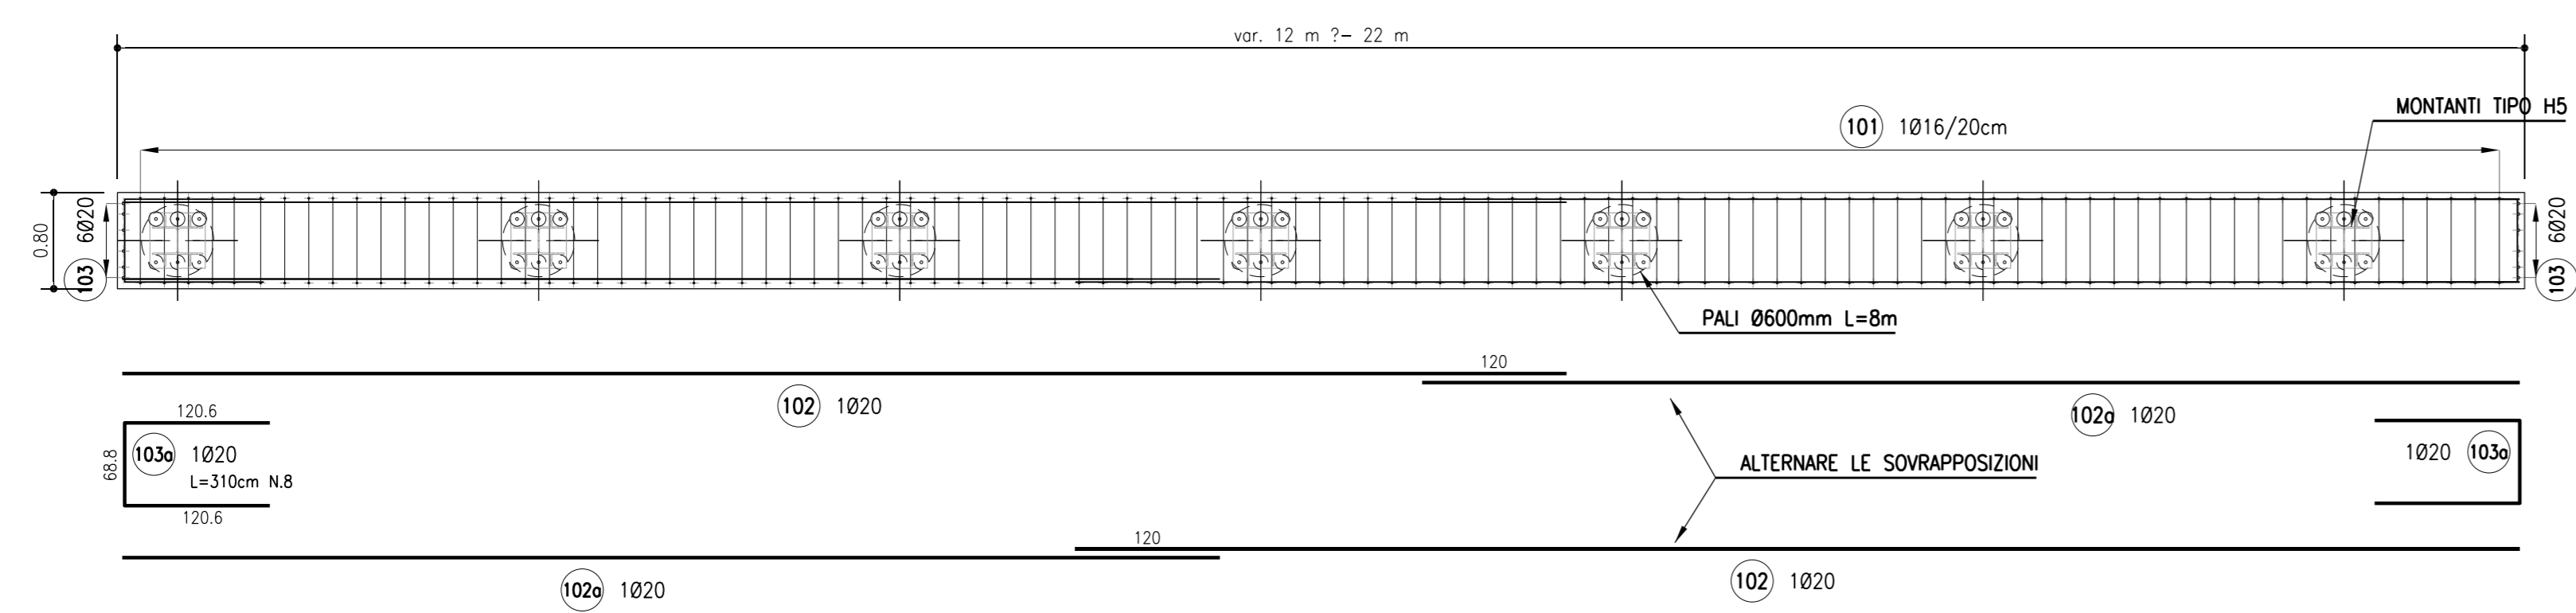 var. 12 m ?– 22 m
MONTANTI TIPO H5
101 1Ø16/20cm
0.80
6Ø20
103
6Ø20
103
PALI Ø600mm L=8m
120
102 1Ø20
102a 1Ø20
120.6
68.8
103a 1Ø20
L=310cm N.8
120.6
1Ø20 103a
ALTERNARE LE SOVRAPPOSIZIONI
120
102a 1Ø20
102 1Ø20